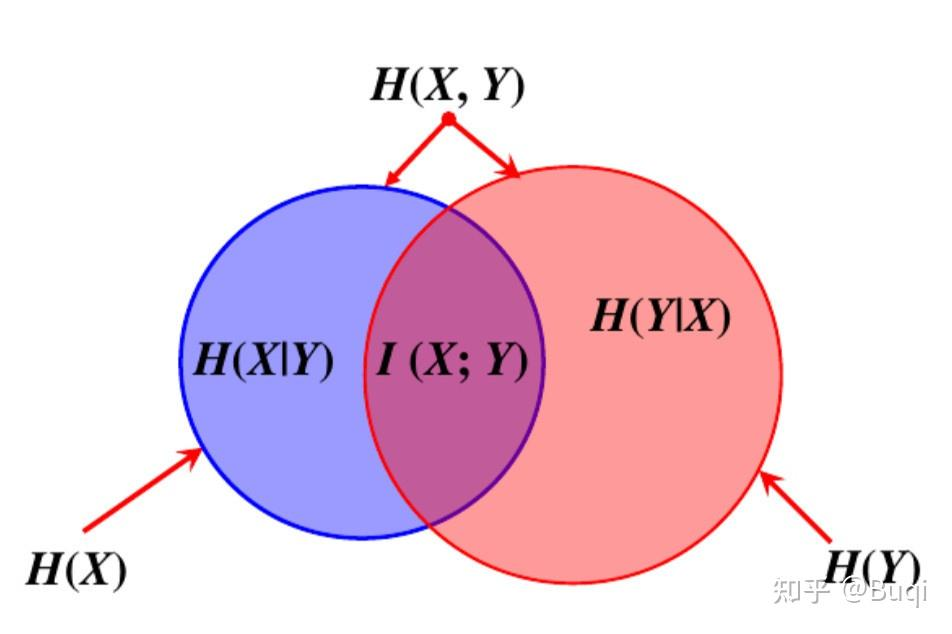 H(X, Y)
H(Y|X)
H(X|Y)
I (X; Y)
H(X)
H(Y)
知乎 @Buqi